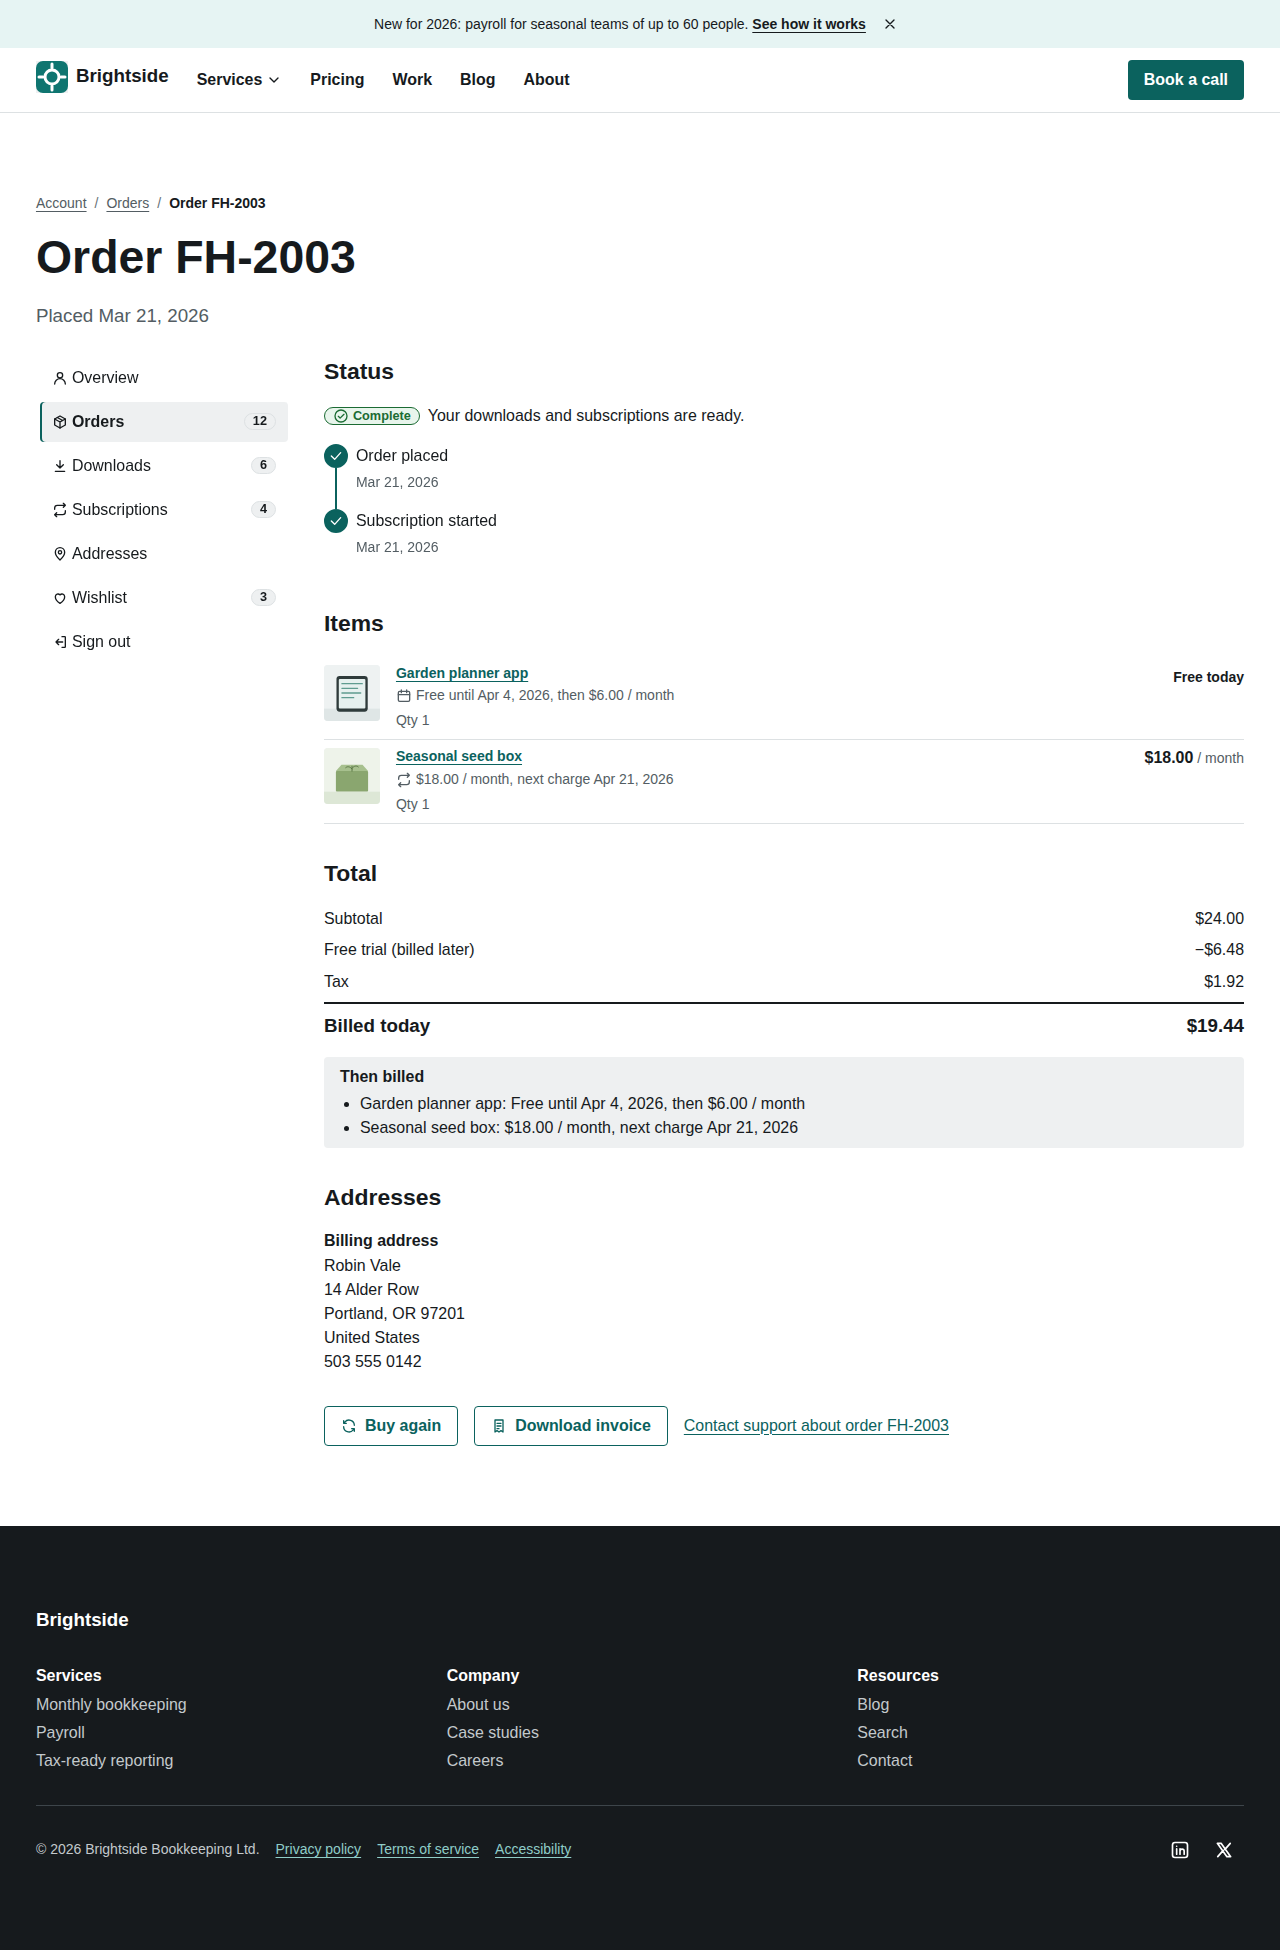 New for 2026: payroll for seasonal teams of up to 60 people. See how it works
Brightside
Services
Pricing
Work
Blog
About
Book a call
Account / Orders / Order FH-2003
Order FH-2003
Placed Mar 21, 2026
Overview
Orders 12
Downloads 6
Subscriptions 4
Addresses
Wishlist 3
Sign out
Status
Complete Your downloads and subscriptions are ready.
Order placed
Mar 21, 2026
Subscription started
Mar 21, 2026
Items
Garden planner app
Free today
Free until Apr 4, 2026, then $6.00 / month
Qty 1
Seasonal seed box
$18.00 / month
$18.00 / month, next charge Apr 21, 2026
Qty 1
Total
Subtotal $24.00
Free trial (billed later) −$6.48
Tax $1.92
Billed today $19.44
Then billed
• Garden planner app: Free until Apr 4, 2026, then $6.00 / month
• Seasonal seed box: $18.00 / month, next charge Apr 21, 2026
Addresses
Billing address
Robin Vale
14 Alder Row
Portland, OR 97201
United States
503 555 0142
Buy again
Download invoice
Contact support about order FH-2003
Brightside
Services
Monthly bookkeeping
Payroll
Tax-ready reporting
Company
About us
Case studies
Careers
Resources
Blog
Search
Contact
© 2026 Brightside Bookkeeping Ltd. Privacy policy Terms of service Accessibility